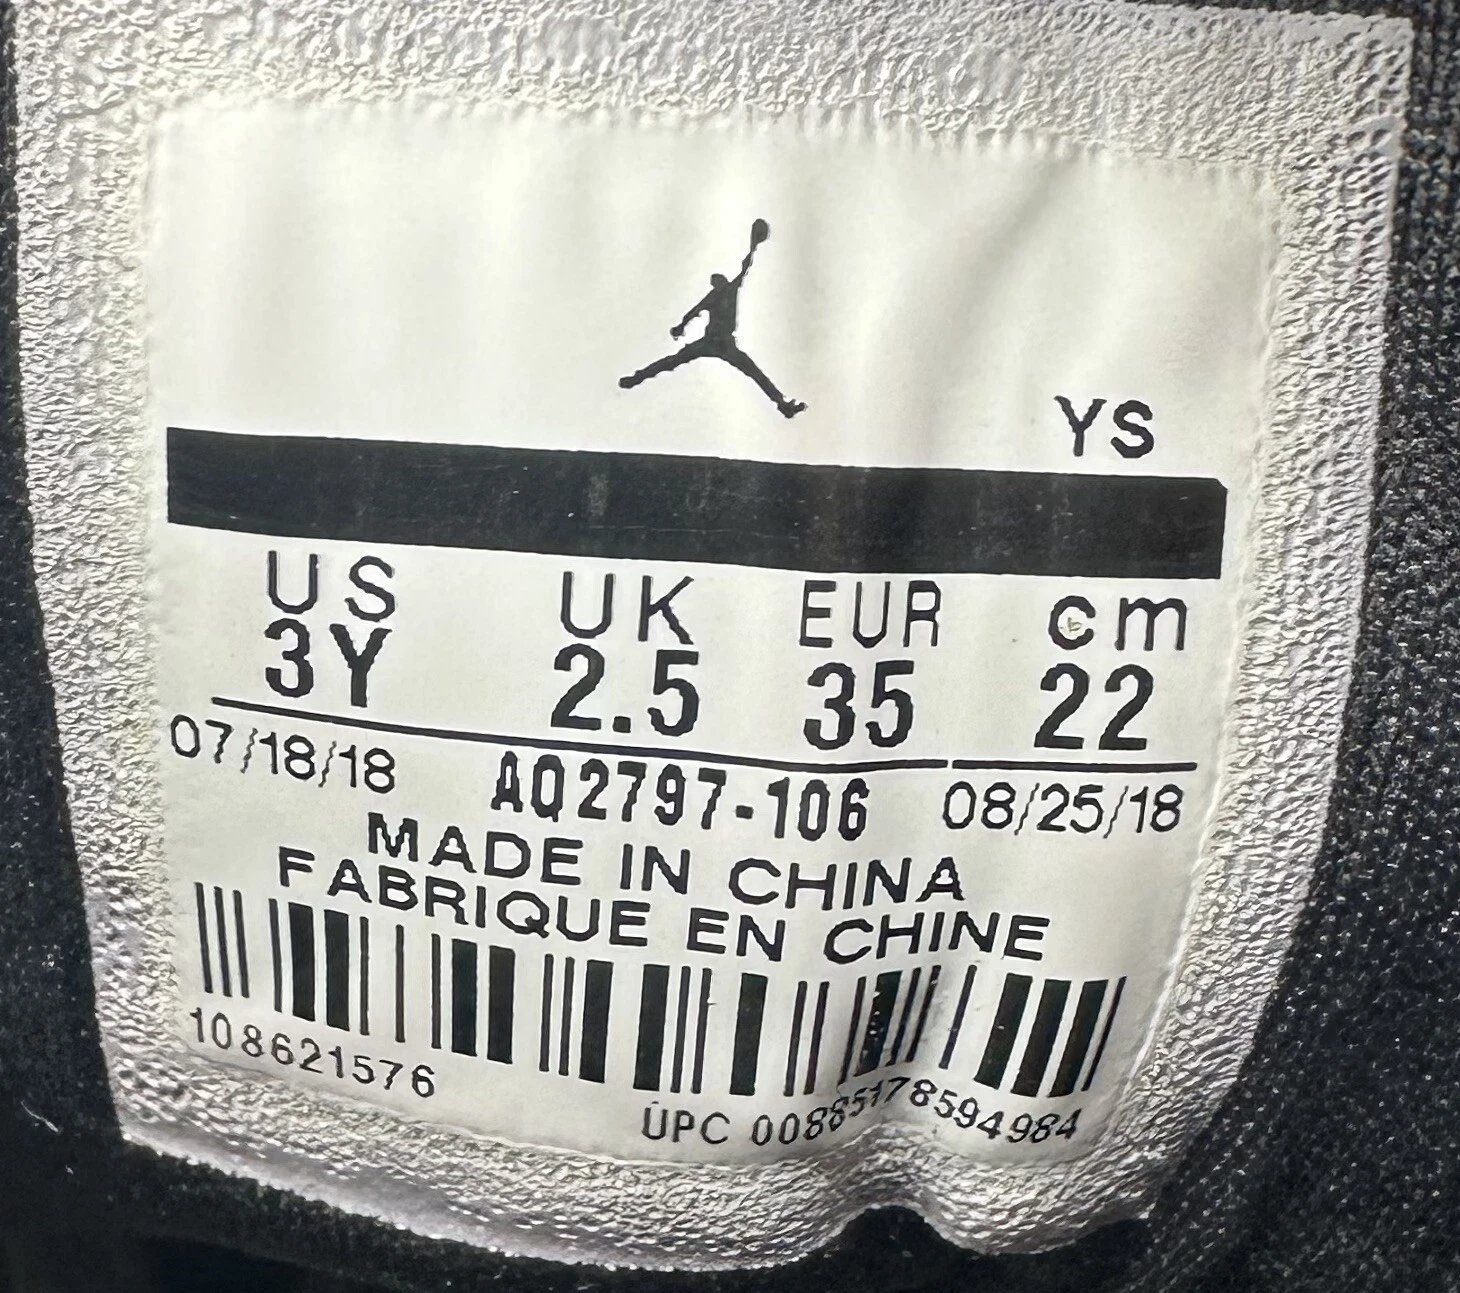 YS
US UK EUR cm
3Y 2.5 35 22
07/18/18 AQ2797-106 08/25/18
MADE IN CHINA
FABRIQUE EN CHINE
108621576
UPC 00885178594984